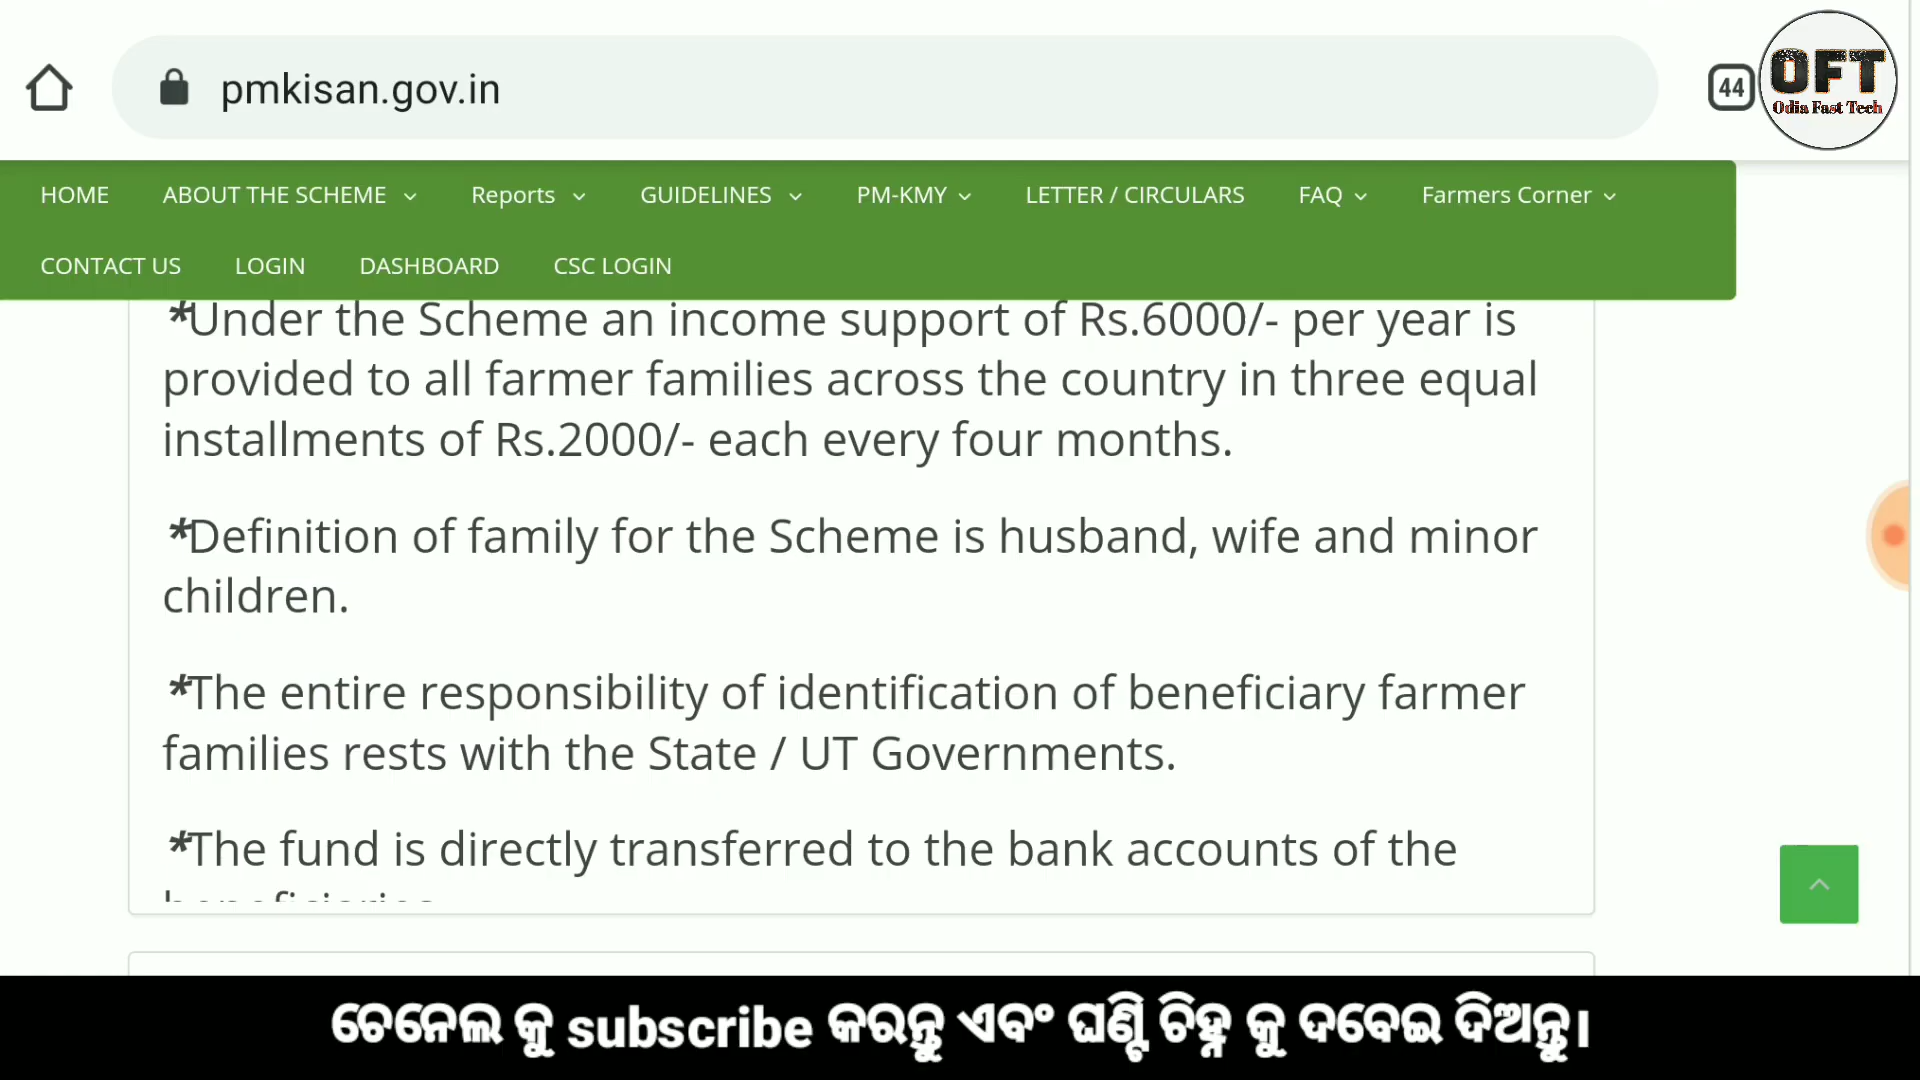 pmkisan.gov.in
44
OFT
Odia Fast Tech
HOME ABOUT THE SCHEME Reports GUIDELINES PM-KMY LETTER / CIRCULARS FAQ Farmers Corner
CONTACT US LOGIN DASHBOARD CSC LOGIN
*Under the Scheme an income support of Rs.6000/- per year is
provided to all farmer families across the country in three equal
installments of Rs.2000/- each every four months.
*Definition of family for the Scheme is husband, wife and minor
children.
*The entire responsibility of identification of beneficiary farmer
families rests with the State / UT Governments.
*The fund is directly transferred to the bank accounts of the
ଚେନେଲ କୁ subscribe କରନ୍ତୁ ଏବଂ ଘଣ୍ଟି ଚିହ୍ନ କୁ ଦବେଇ ଦିଅନ୍ତୁ।